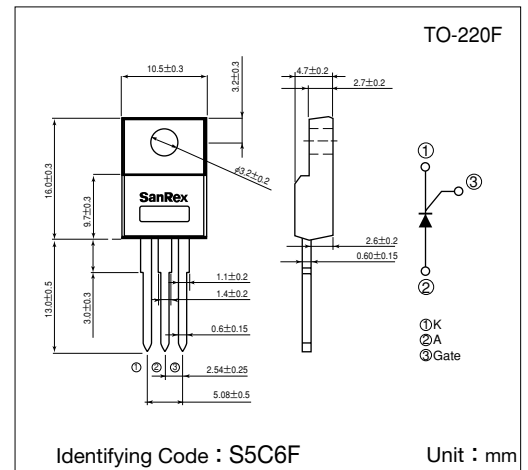 TO-220F
10.5±0.3
3.2±0.3
4.7±0.2
2.7±0.2
16.0±0.3
9.7±0.3
φ3.2±0.2
SanRex
①
③
②
2.6±0.2
0.60±0.15
13.0±0.5
3.0±0.3
1.1±0.2
1.4±0.2
0.6±0.15
① ② ③
2.54±0.25
5.08±0.5
①K
②A
③Gate
Identifying Code：S5C6F
Unit：mm